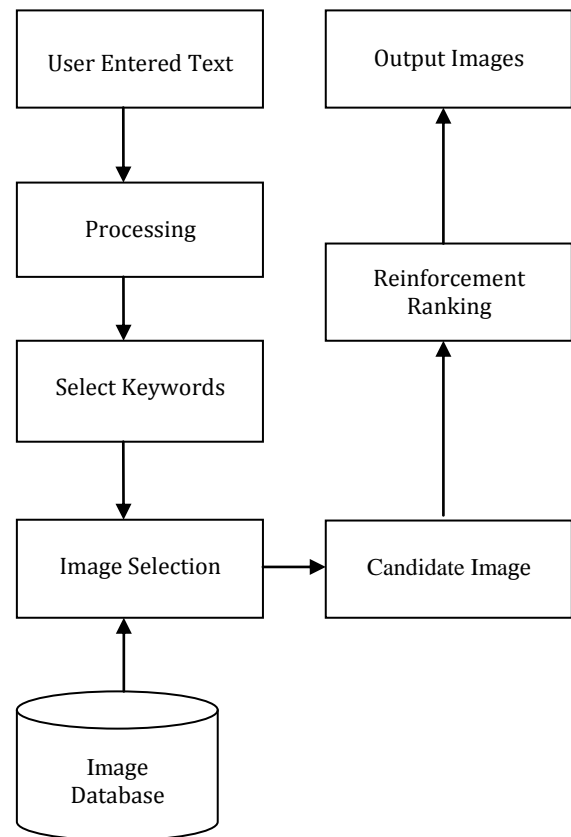 User Entered Text
Processing
Select Keywords
Image Selection
Image
Database
Candidate Image
Reinforcement
Ranking
Output Images